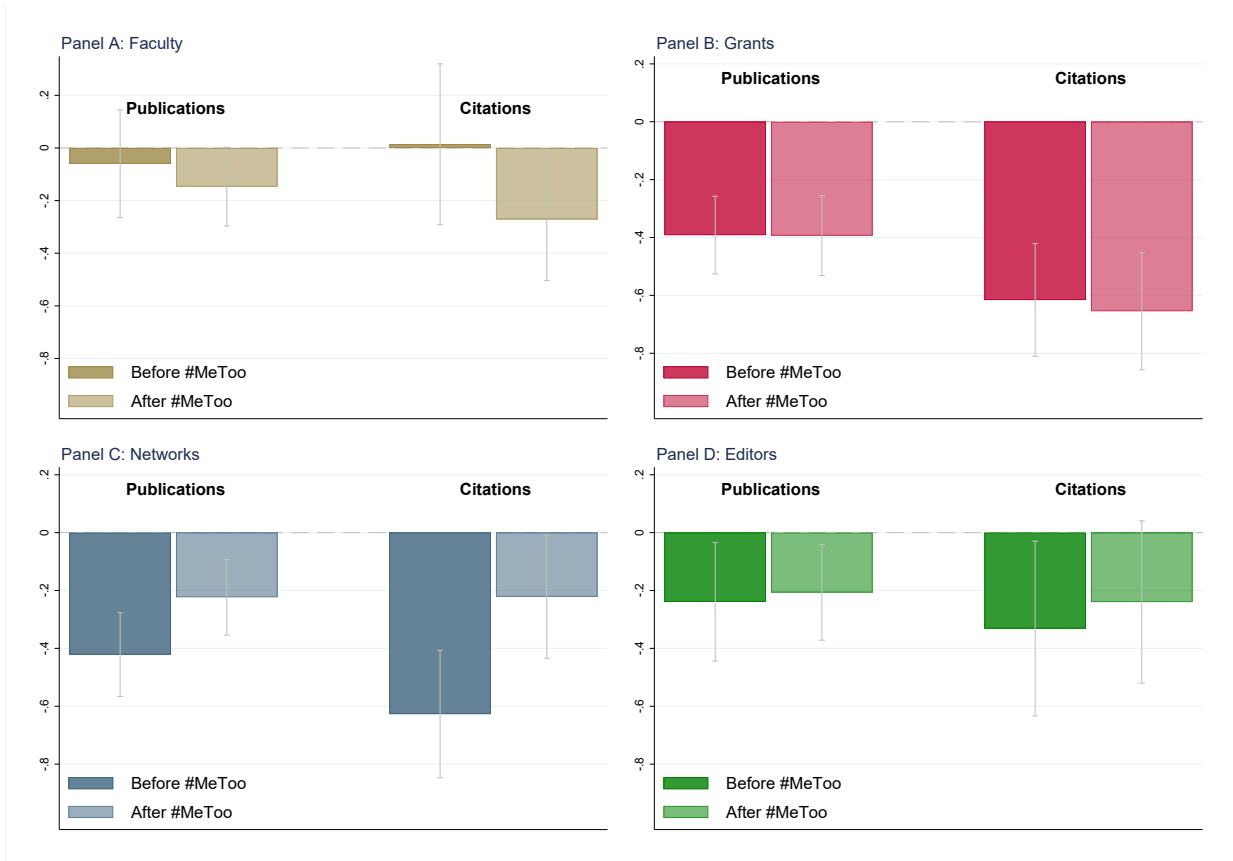 Panel A: Faculty
.2
0
-.2
-.4
-.6
-.8
Publications
Citations
Before #MeToo
After #MeToo
Panel B: Grants
.2
0
-.2
-.4
-.6
-.8
Publications
Citations
Before #MeToo
After #MeToo
Panel C: Networks
.2
0
-.2
-.4
-.6
-.8
Publications
Citations
Before #MeToo
After #MeToo
Panel D: Editors
.2
0
-.2
-.4
-.6
-.8
Publications
Citations
Before #MeToo
After #MeToo